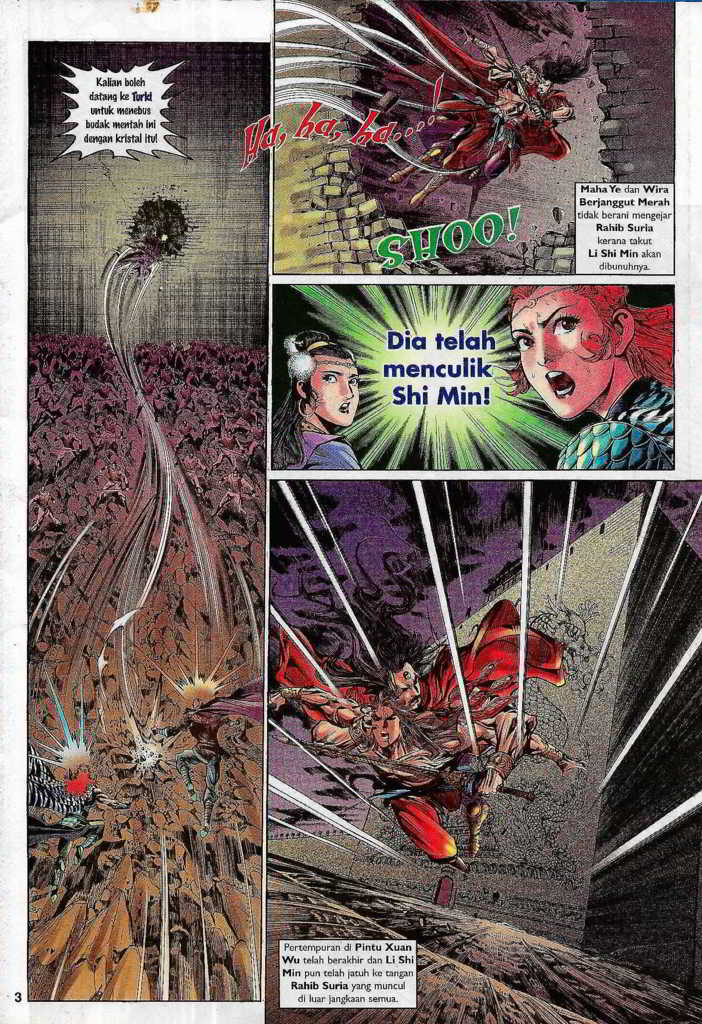 Kalian boleh
datang ke Turki
untuk menebus
budak mentah ini
dengan kristal itu!
Ha, ha, ha....!
SHOO!
Maha Ye dan Wira
Berjanggut Merah
tidak berani mengejar
Rahib Suria
kerana takut
Li Shi Min akan
dibunuhnya.
Dia telah
menculik
Shi Min!
Pertempuran di Pintu Xuan
Wu telah berakhir dan Li Shi
Min pun telah jatuh ke tangan
Rahib Suria yang muncul
di luar jangkaan semua.
3